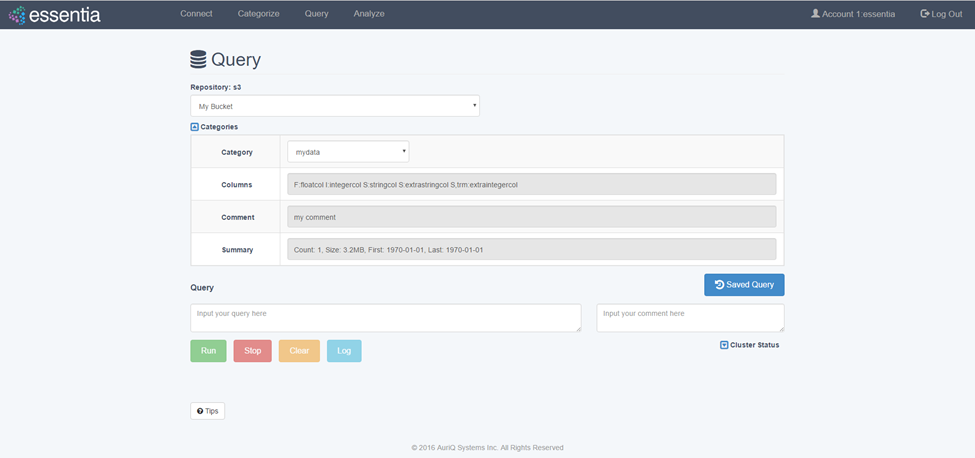 essentia Connect Categorize Query Analyze Account 1:essentia Log Out
Query
Repository: s3
My Bucket
Categories
Category mydata
Columns F:floatcol I:integercol S:stringcol S:extrastringcol S,trm:extraintegercol
Comment my comment
Summary Count: 1, Size: 3.2MB, First: 1970-01-01, Last: 1970-01-01
Query Saved Query
Input your query here Input your comment here
Run Stop Clear Log Cluster Status
Tips
© 2016 AuriQ Systems Inc. All Rights Reserved